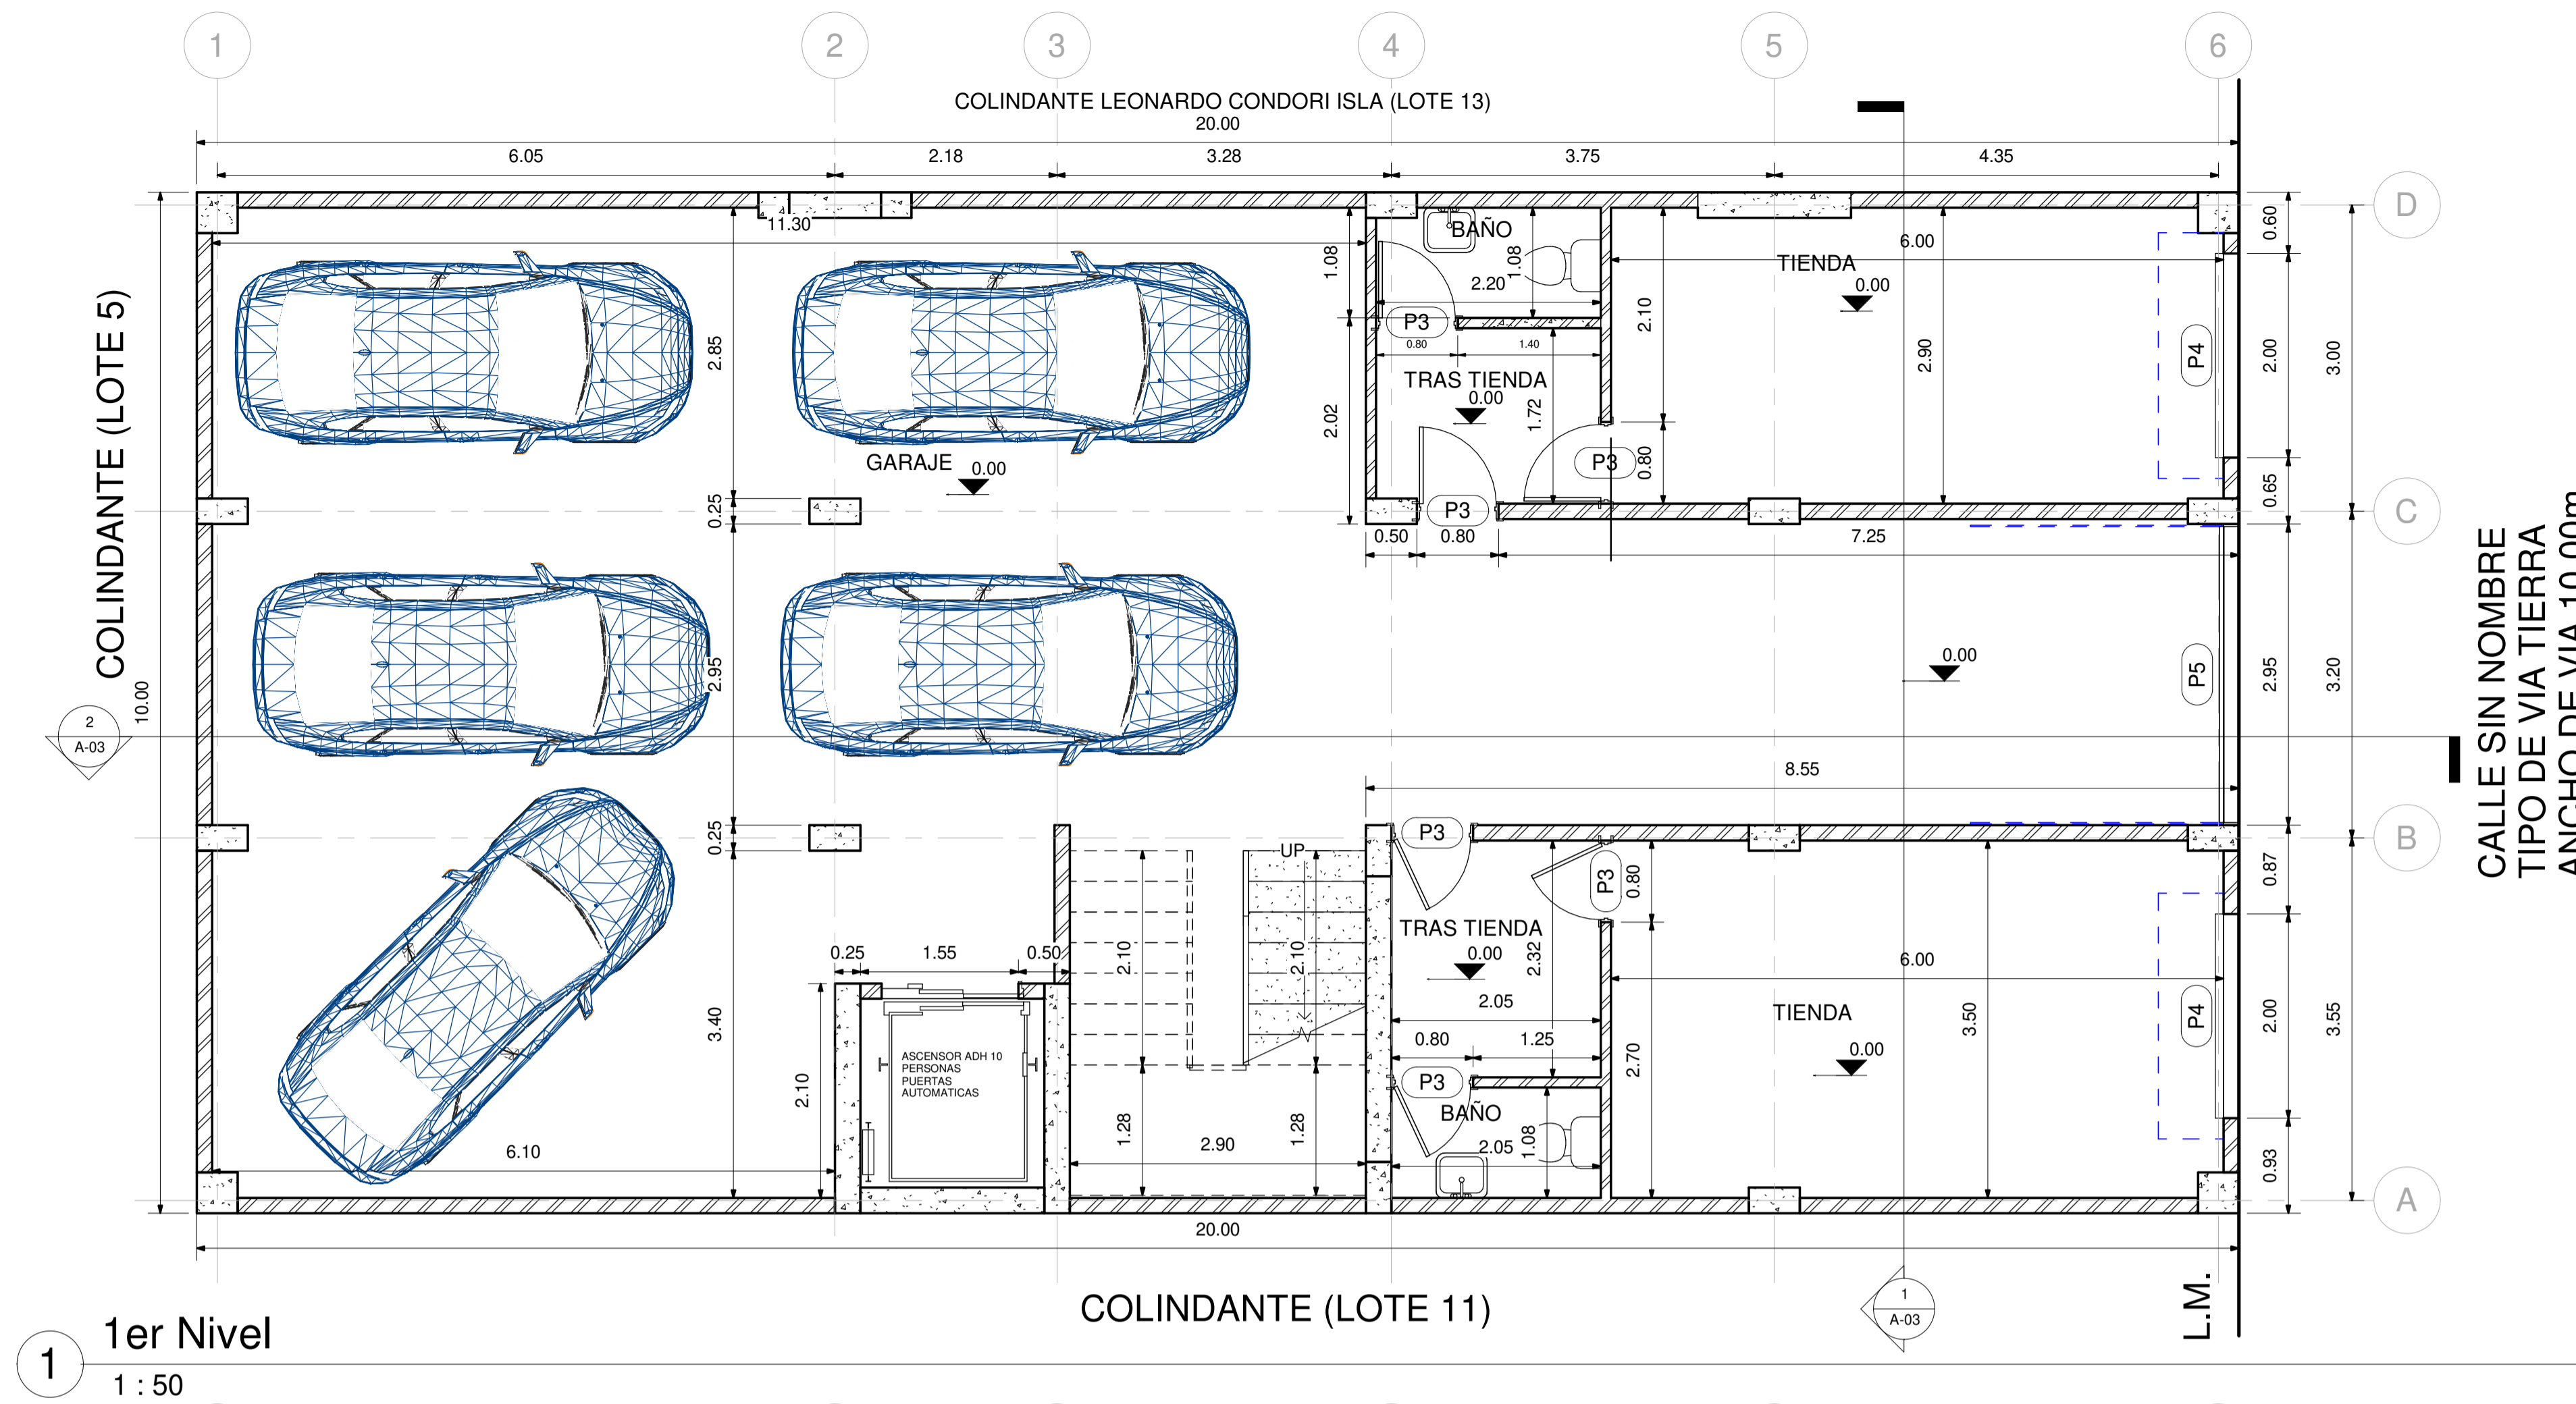 1
2
3
4
5
6
COLINDANTE LEONARDO CONDORI ISLA (LOTE 13)
20.00
6.05
2.18
3.28
3.75
4.35
D
C
B
A
0.60
2.00
0.65
2.95
0.87
2.00
0.93
3.00
3.20
3.55
COLINDANTE (LOTE 5)
10.00
2
A-03
11.30
2.85
0.25
2.95
0.25
3.40
GARAJE
0.00
1.08
2.02
BAÑO
1.08
2.20
P3
0.80
1.40
TRAS TIENDA
0.00
1.72
P3
P3
2.10
0.80
TIENDA
0.00
6.00
2.90
P4
0.50
0.80
7.25
0.00
P5
8.55
CALLE SIN NOMBRE
TIPO DE VIA TIERRA
ANCHO DE VIA 10.00m
UP
2.10
2.10
1.28
1.28
2.90
0.25
1.55
0.50
2.10
ASCENSOR ADH 10
PERSONAS
PUERTAS
AUTOMATICAS
6.10
P3
P3
0.80
TRAS TIENDA
0.00
2.32
2.05
0.80
1.25
P3
BAÑO
2.05
1.08
2.70
TIENDA
0.00
6.00
3.50
P4
20.00
COLINDANTE (LOTE 11)
1
A-03
L.M.
1
1er Nivel
1 : 50